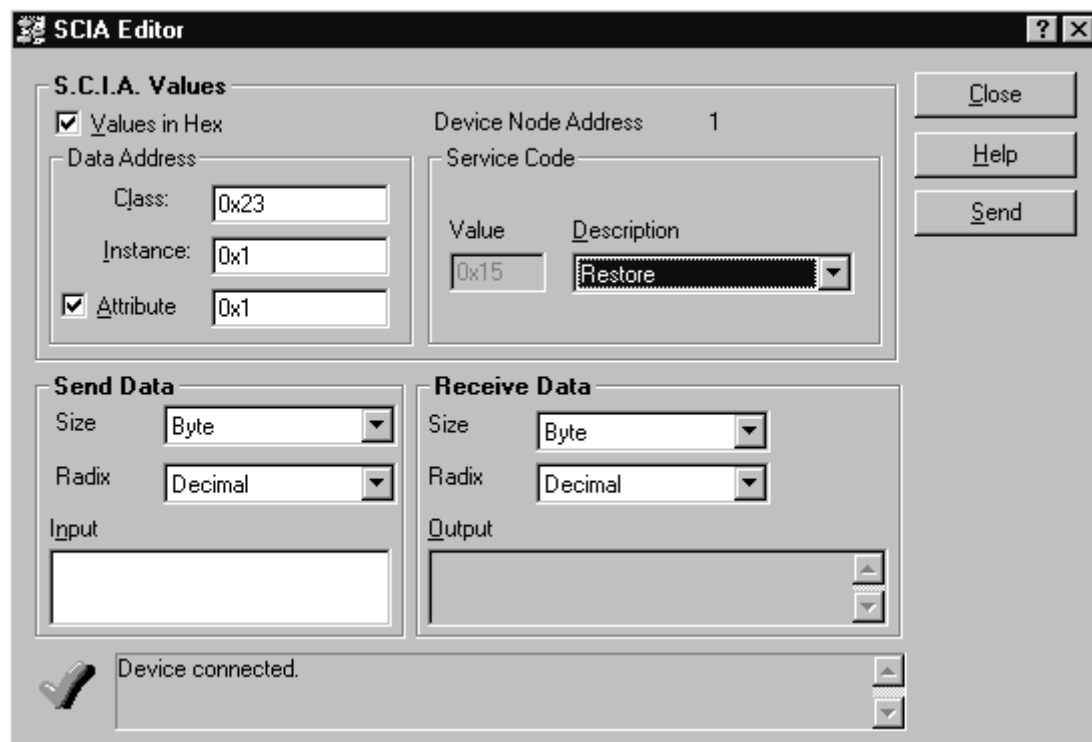 SCIA Editor
S.C.I.A. Values
Values in Hex
Device Node Address 1
Data Address
Class: 0x23
Instance: 0x1
Attribute 0x1
Service Code
Value Description
0x15 Restore
Close
Help
Send
Send Data
Size Byte
Radix Decimal
Input
Receive Data
Size Byte
Radix Decimal
Output
Device connected.